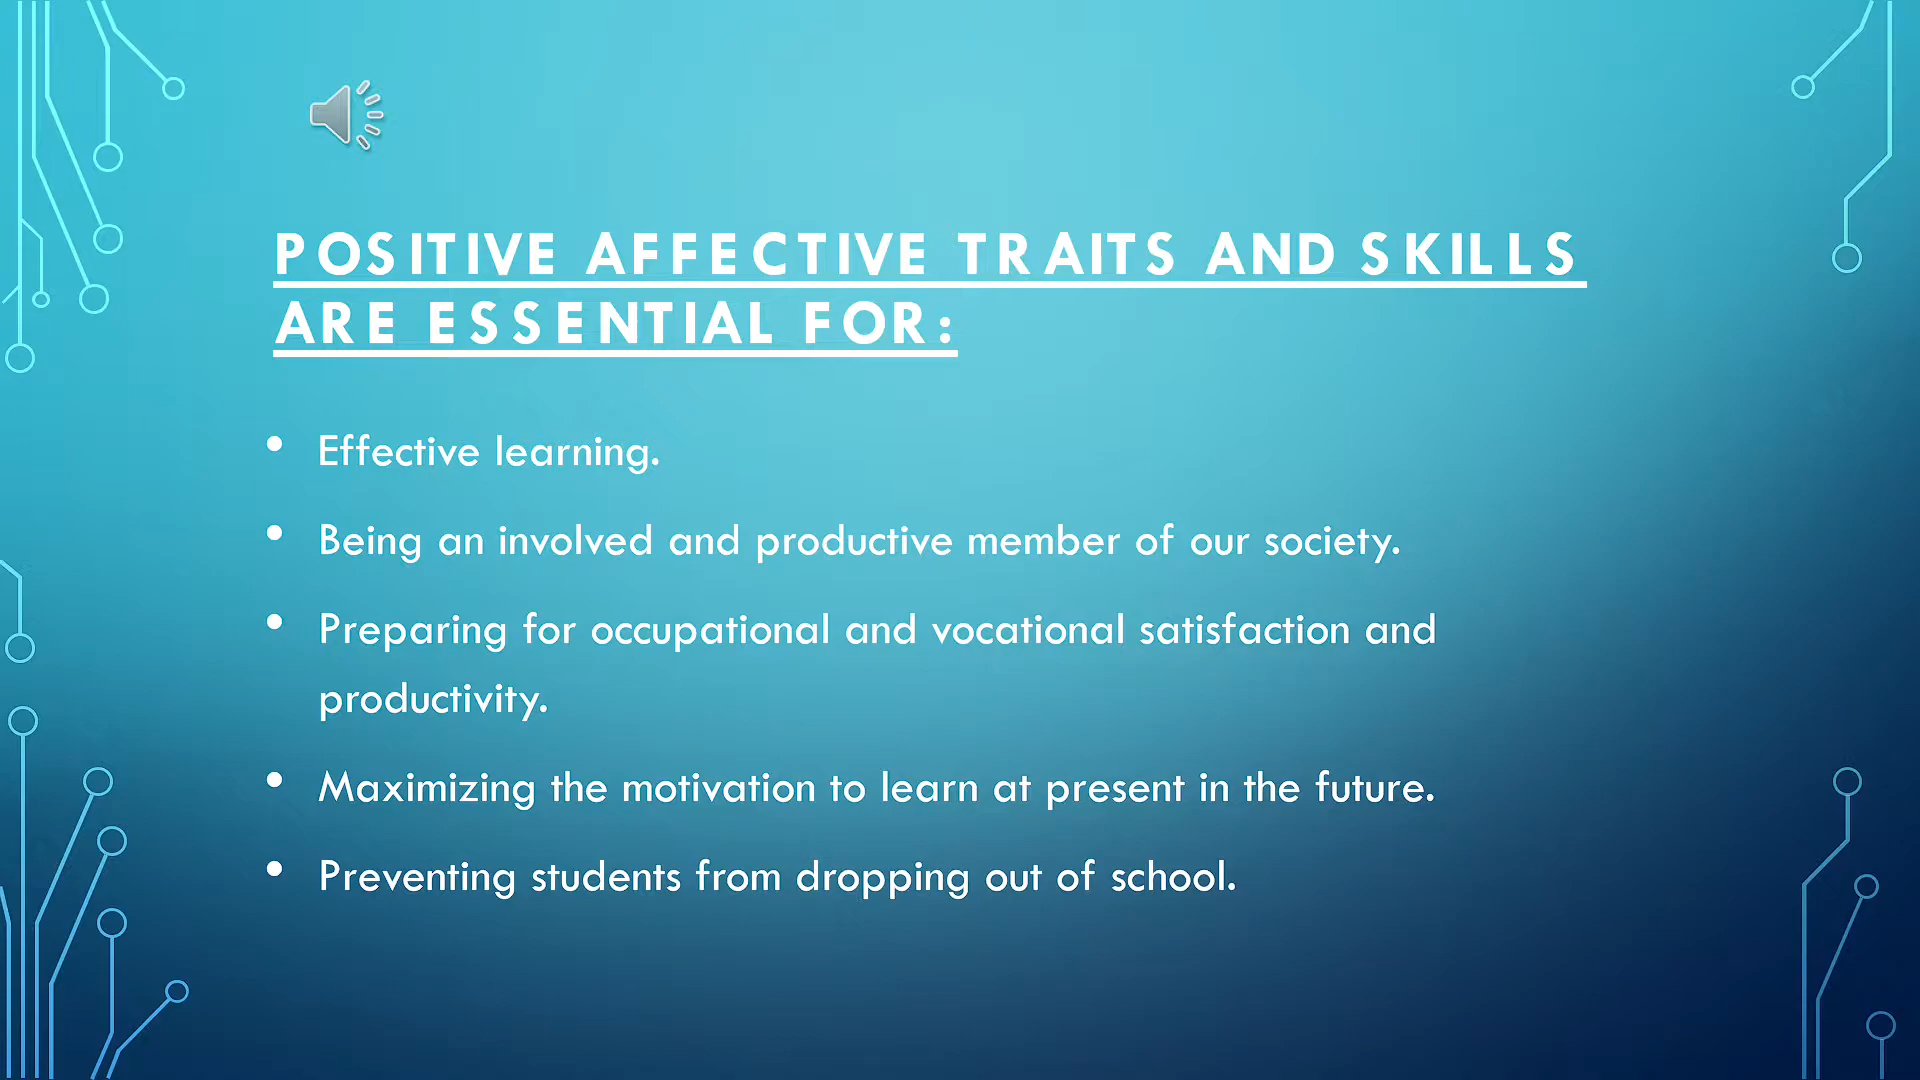 POSITIVE AFFECTIVE TRAITS AND SKILLS
ARE ESSENTIAL FOR:
• Effective learning.
• Being an involved and productive member of our society.
• Preparing for occupational and vocational satisfaction and
productivity.
• Maximizing the motivation to learn at present in the future.
• Preventing students from dropping out of school.